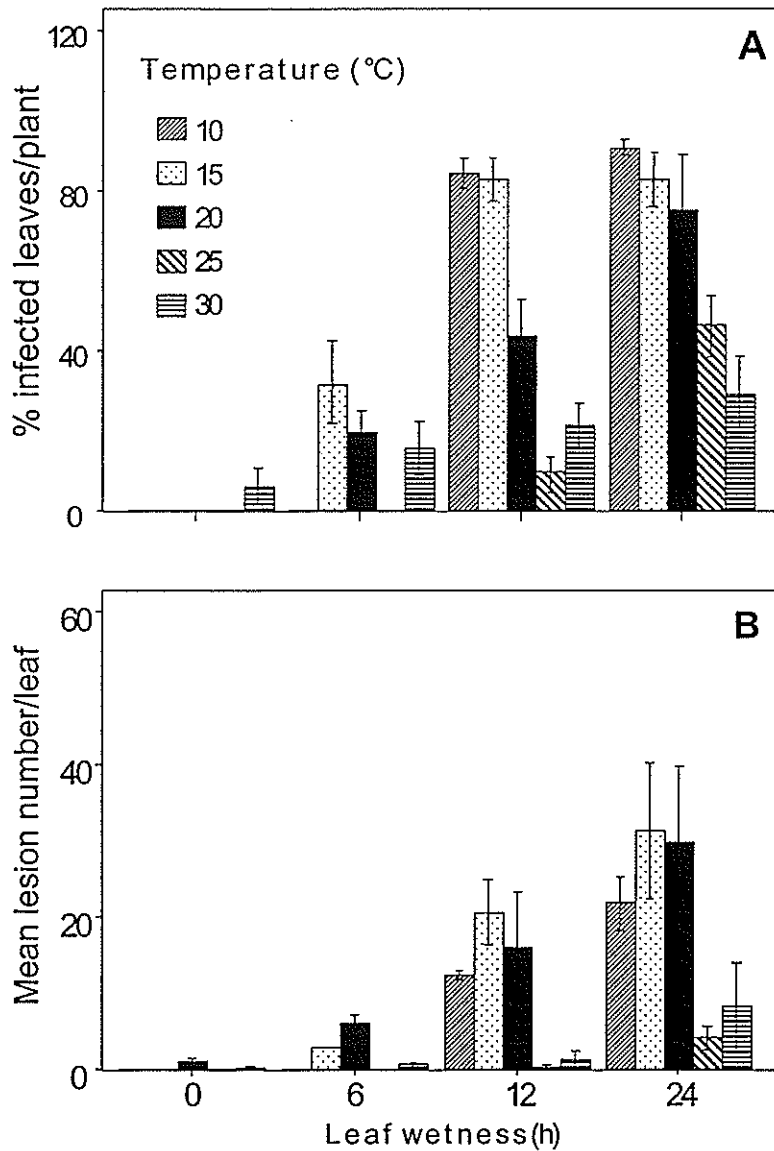 A
Temperature (°C)
10
15
20
25
30
120
80
40
0
% infected leaves/plant
B
60
40
20
0
Mean lesion number/leaf
0 6 12 24
Leaf wetness(h)